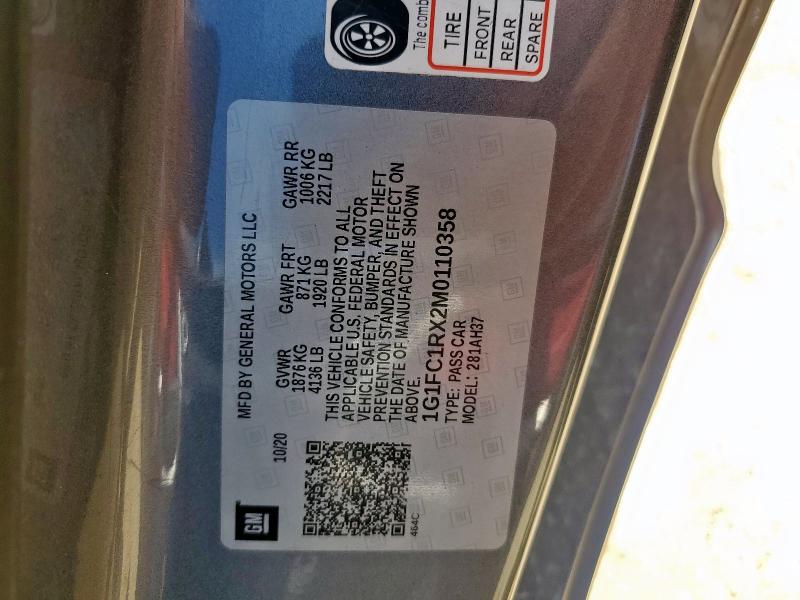 GM
MFD BY GENERAL MOTORS LLC
10/20
GVWR GAWR FRT GAWR RR
1876 KG 871 KG 1006 KG
4136 LB 1920 LB 2217 LB
THIS VEHICLE CONFORMS TO ALL
APPLICABLE U.S. FEDERAL MOTOR
VEHICLE SAFETY, BUMPER, AND THEFT
PREVENTION STANDARDS IN EFFECT ON
THE DATE OF MANUFACTURE SHOWN
ABOVE.
1G1FC1RX2M0110358
TYPE: PASS CAR
MODEL: 281AH37
464C
The comb
TIRE
FRONT
REAR
SPARE